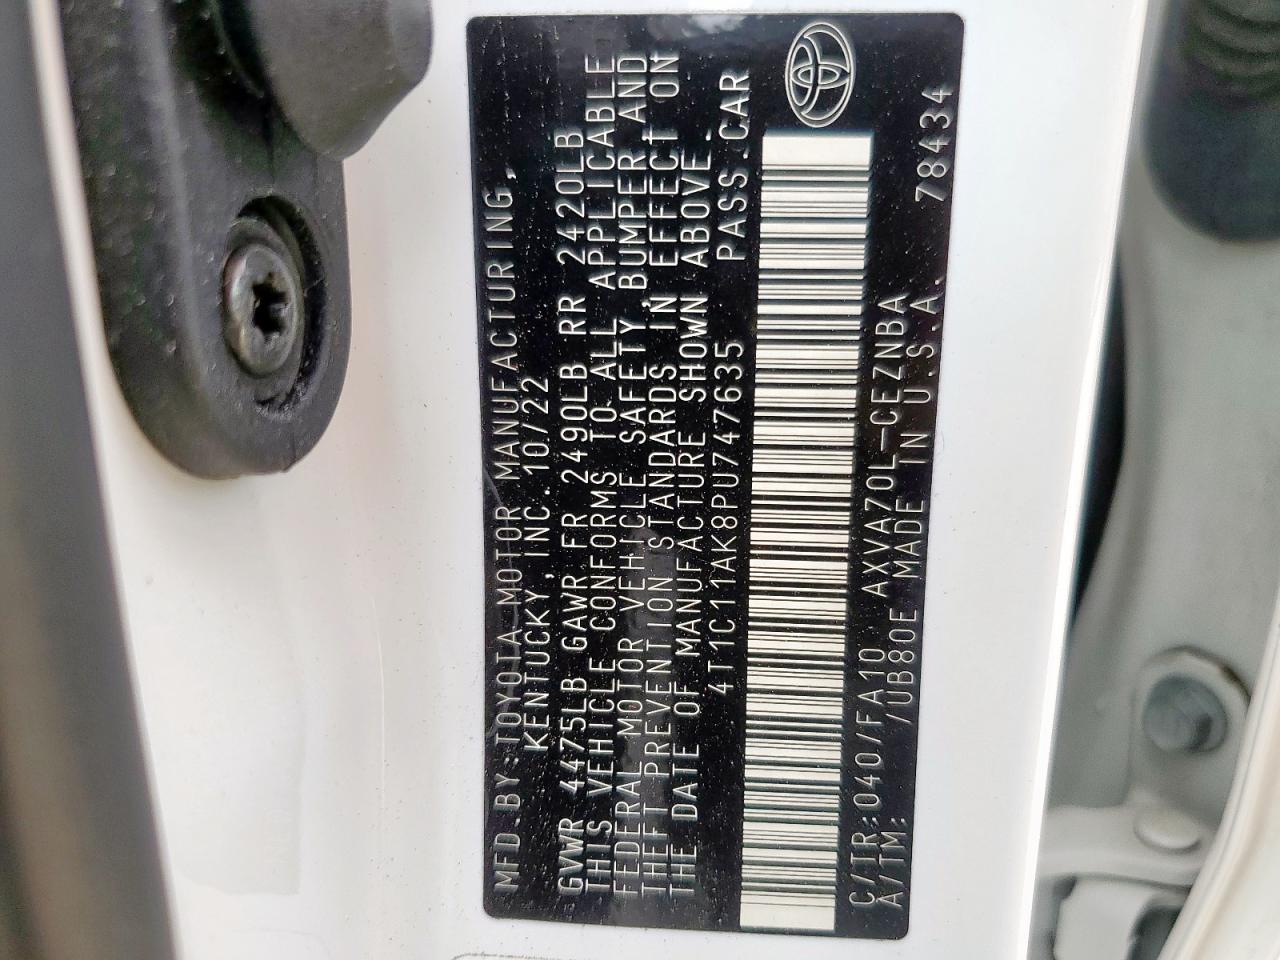 MFD BY:TOYOTA MOTOR MANUFACTURING,
KENTUCKY, INC. 10/22
GVWR 4475LB GAWR FR 2490LB RR 2420LB
THIS VEHICLE CONFORMS TO ALL APPLICABLE
FEDERAL MOTOR VEHICLE SAFETY,BUMPER,AND
THEFT PREVENTION STANDARDS IN EFFECT ON
THE DATE OF MANUFACTURE SHOWN ABOVE.
4T1C11AK8PU747635 PASS.CAR
C/TR:040/FA10 AXVA70L-CEZNBA 78434
A/TM: /UB80E MADE IN U.S.A.